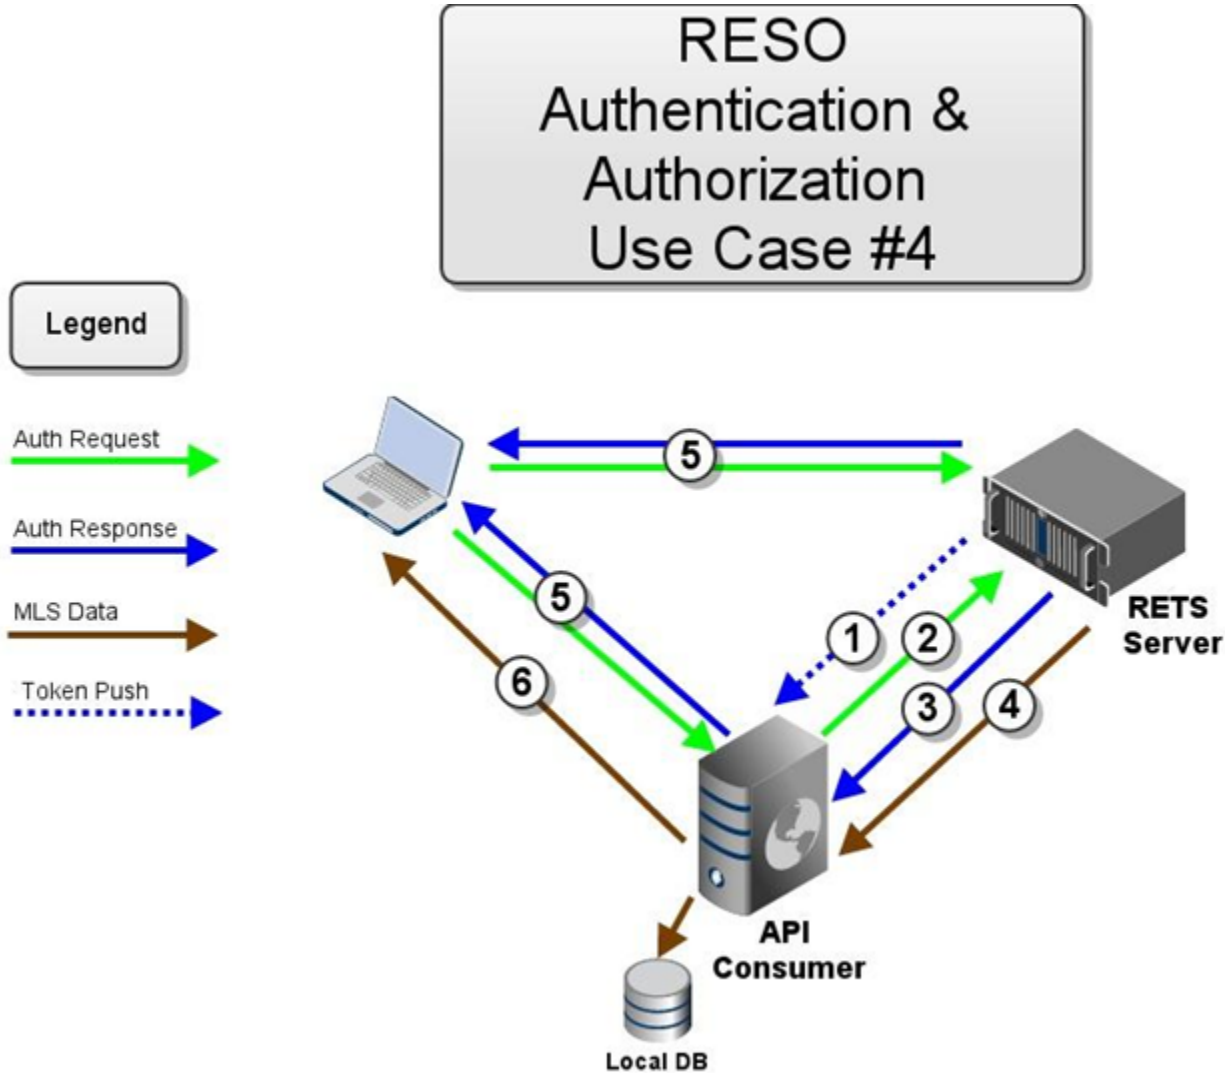 RESO
Authentication &
Authorization
Use Case #4
Legend
Auth Request
Auth Response
MLS Data
Token Push
5
5
1
2
6
3
4
RETS
Server
API
Consumer
Local DB